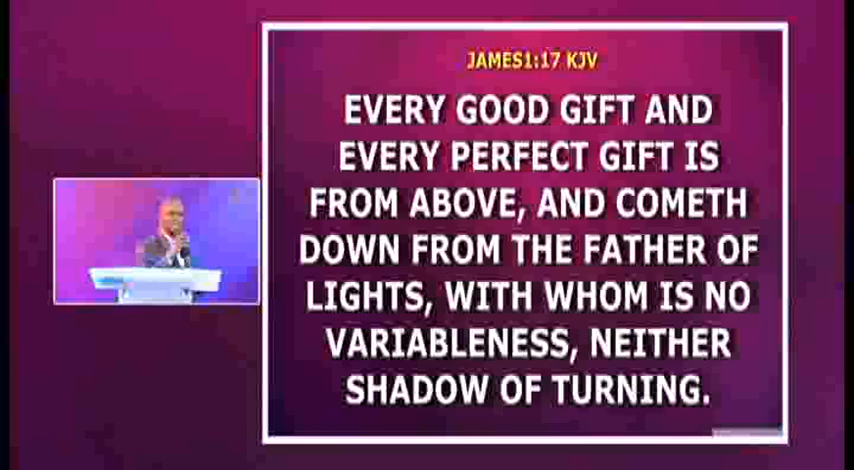 JAMES1:17 KJV
EVERY GOOD GIFT AND
EVERY PERFECT GIFT IS
FROM ABOVE, AND COMETH
DOWN FROM THE FATHER OF
LIGHTS, WITH WHOM IS NO
VARIABLENESS, NEITHER
SHADOW OF TURNING.